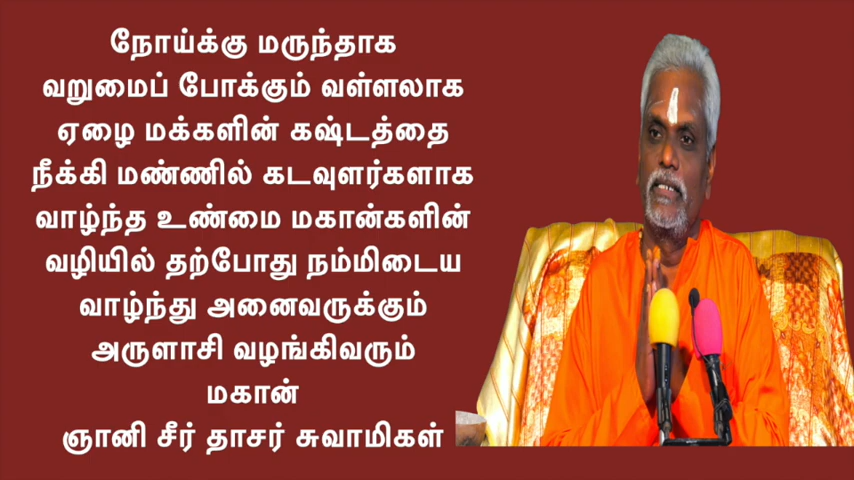 நோய்க்கு மருந்தாக
வறுமைப் போக்கும் வள்ளலாக
ஏழை மக்களின் கஷ்டத்தை
நீக்கி மண்ணில் கடவுளர்களாக
வாழ்ந்த உண்மை மகான்களின்
வழியில் தற்போது நம்மிடைய
வாழ்ந்து அனைவருக்கும்
அருளாசி வழங்கிவரும்
மகான்
ஞானி சீர் தாசர் சுவாமிகள்